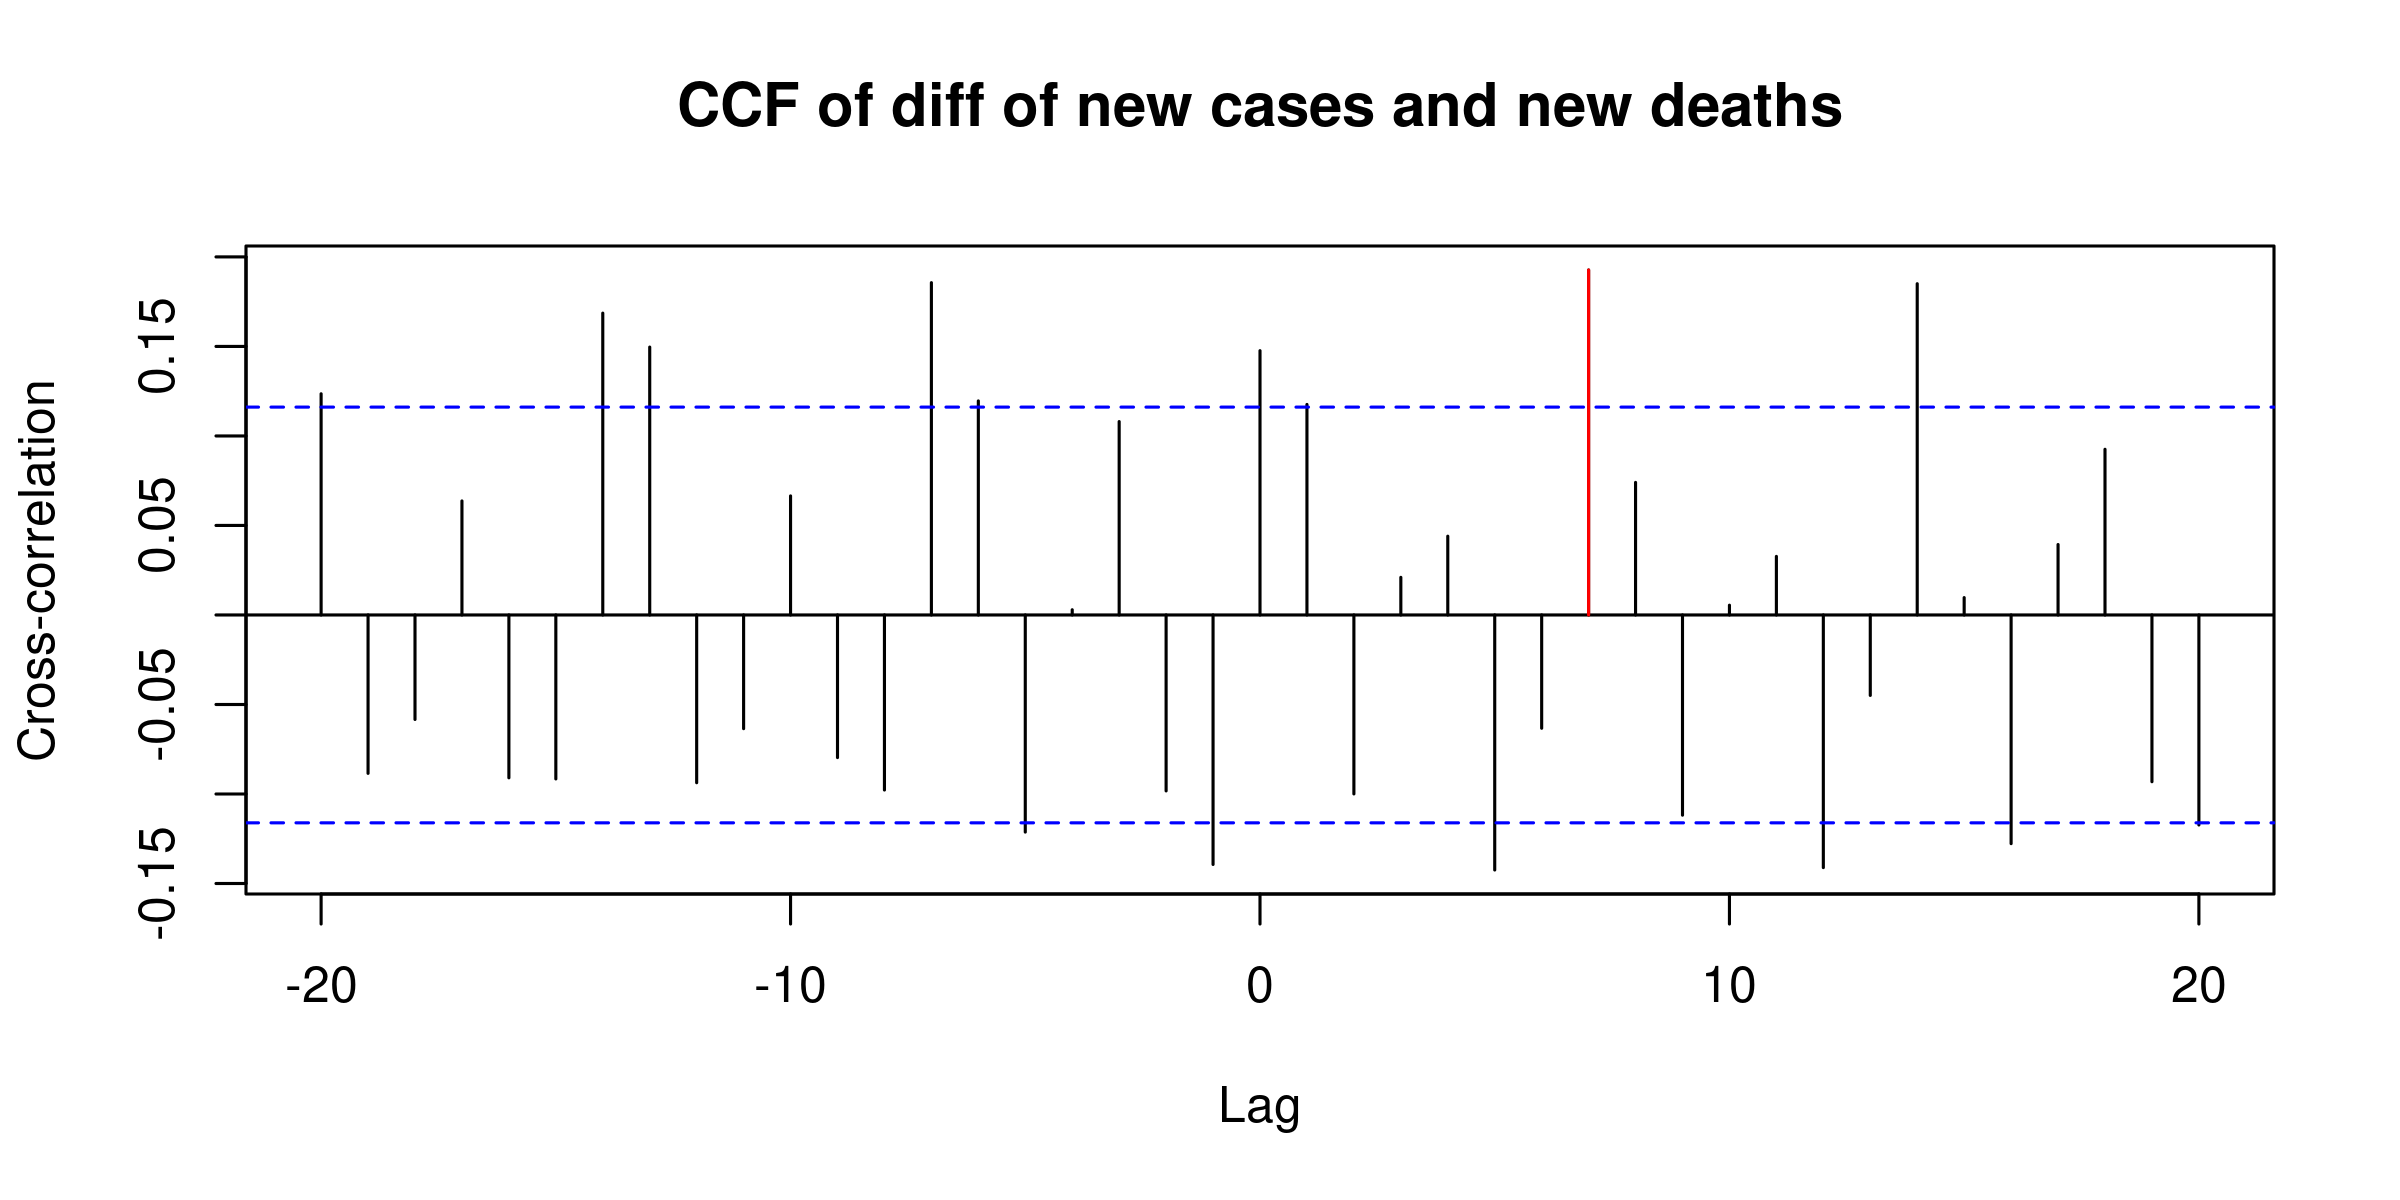 CCF of diff of new cases and new deaths
Cross-correlation
0.15
0.05
-0.05
-0.15
-20 -10 0 10 20
Lag